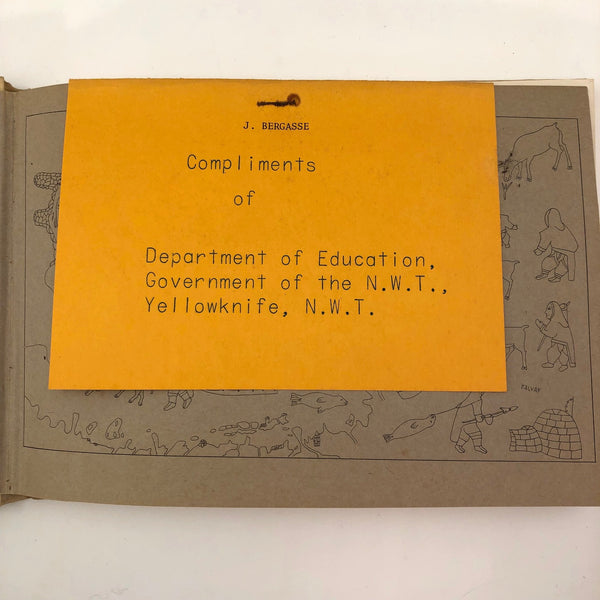 J. BERGASSE
Compliments
of
Department of Education,
Government of the N.W.T.,
Yellowknife, N.W.T.